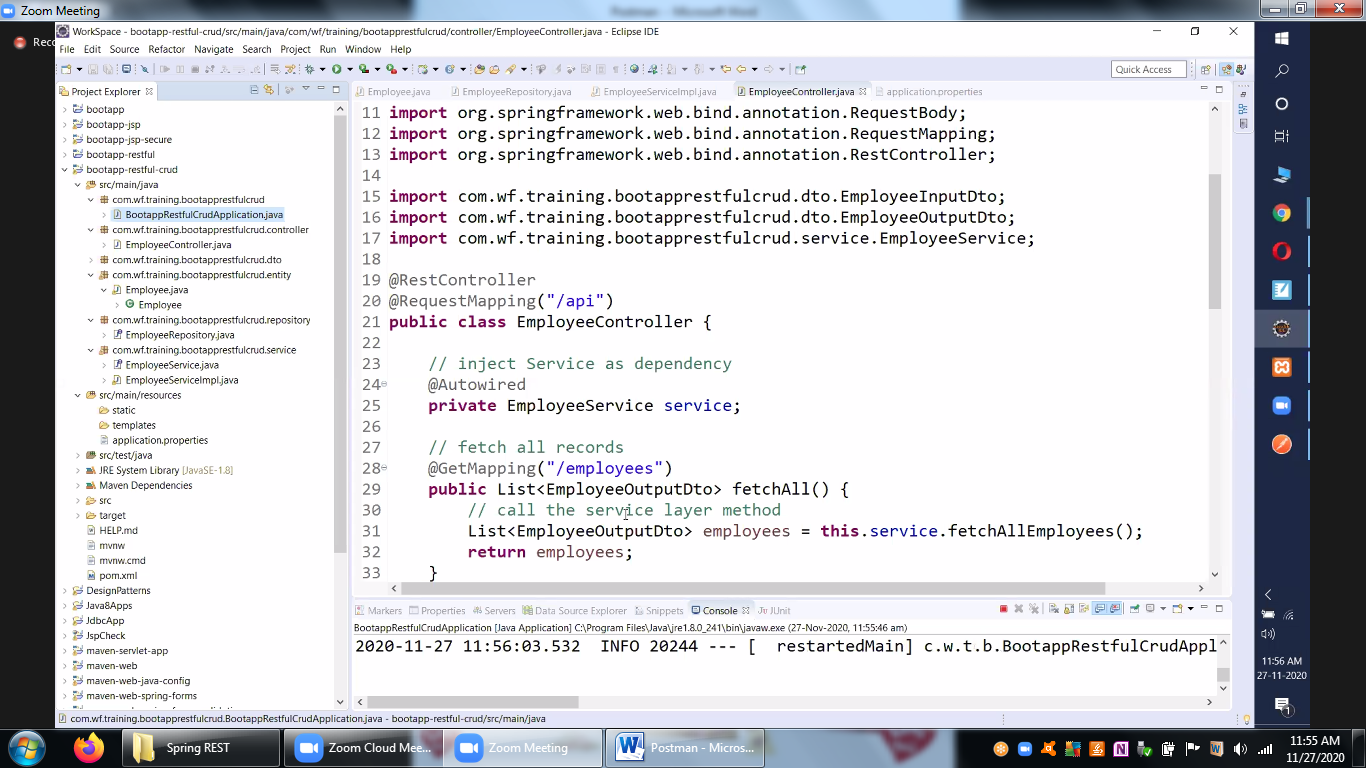 Zoom Meeting
Postman - Microsoft Word
WorkSpace - bootapp-restful-crud/src/main/java/com/wf/training/bootapprestfulcrud/controller/EmployeeController.java - Eclipse IDE
File Edit Source Refactor Navigate Search Project Run Window Help
Quick Access
Project Explorer
Employee.java EmployeeRepository.java EmployeeServiceImpl.java EmployeeController.java application.properties
bootapp
bootapp-jsp
bootapp-jsp-secure
bootapp-restful
bootapp-restful-crud
src/main/java
com.wf.training.bootapprestfulcrud
BootappRestfulCrudApplication.java
com.wf.training.bootapprestfulcrud.controller
EmployeeController.java
com.wf.training.bootapprestfulcrud.dto
com.wf.training.bootapprestfulcrud.entity
Employee.java
Employee
com.wf.training.bootapprestfulcrud.repository
EmployeeRepository.java
com.wf.training.bootapprestfulcrud.service
EmployeeService.java
EmployeeServiceImpl.java
src/main/resources
static
templates
application.properties
src/test/java
JRE System Library [JavaSE-1.8]
Maven Dependencies
src
target
HELP.md
mvnw
mvnw.cmd
pom.xml
DesignPatterns
Java8Apps
JdbcApp
JspCheck
maven-servlet-app
maven-web
maven-web-java-config
maven-web-spring-forms
11 import org.springframework.web.bind.annotation.RequestBody;
12 import org.springframework.web.bind.annotation.RequestMapping;
13 import org.springframework.web.bind.annotation.RestController;
14
15 import com.wf.training.bootapprestfulcrud.dto.EmployeeInputDto;
16 import com.wf.training.bootapprestfulcrud.dto.EmployeeOutputDto;
17 import com.wf.training.bootapprestfulcrud.service.EmployeeService;
18
19 @RestController
20 @RequestMapping("/api")
21 public class EmployeeController {
22
23 // inject Service as dependency
24 @Autowired
25 private EmployeeService service;
26
27 // fetch all records
28 @GetMapping("/employees")
29 public List<EmployeeOutputDto> fetchAll() {
30 // call the service layer method
31 List<EmployeeOutputDto> employees = this.service.fetchAllEmployees();
32 return employees;
33 }
Markers Properties Servers Data Source Explorer Snippets Console JUnit
BootappRestfulCrudApplication [Java Application] C:\Program Files\Java\jre1.8.0_241\bin\javaw.exe (27-Nov-2020, 11:55:46 am)
2020-11-27 11:56:03.532 INFO 20244 --- [ restartedMain] c.w.t.b.BootappRestfulCrudAppl
com.wf.training.bootapprestfulcrud.BootappRestfulCrudApplication.java - bootapp-restful-crud/src/main/java
11:56 AM
27-11-2020
1
Spring REST
Zoom Cloud Mee...
Zoom Meeting
Postman - Micros...
11:55 AM
11/27/2020